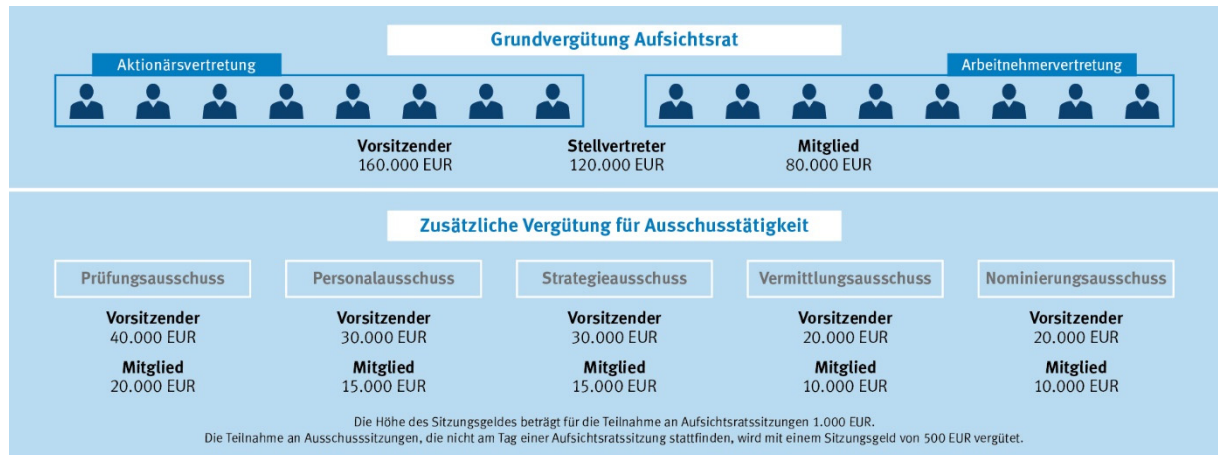 Grundvergütung Aufsichtsrat
Aktionärsvertretung
Arbeitnehmervertretung
Vorsitzender
160.000 EUR
Stellvertreter
120.000 EUR
Mitglied
80.000 EUR
Zusätzliche Vergütung für Ausschusstätigkeit
Prüfungsausschuss
Vorsitzender
40.000 EUR
Mitglied
20.000 EUR
Personalausschuss
Vorsitzender
30.000 EUR
Mitglied
15.000 EUR
Strategieausschuss
Vorsitzender
30.000 EUR
Mitglied
15.000 EUR
Vermittlungsausschuss
Vorsitzender
20.000 EUR
Mitglied
10.000 EUR
Nominierungsausschuss
Vorsitzender
20.000 EUR
Mitglied
10.000 EUR
Die Höhe des Sitzungsgeldes beträgt für die Teilnahme an Aufsichtsratssitzungen 1.000 EUR.
Die Teilnahme an Ausschusssitzungen, die nicht am Tag einer Aufsichtsratssitzung stattfinden, wird mit einem Sitzungsgeld von 500 EUR vergütet.